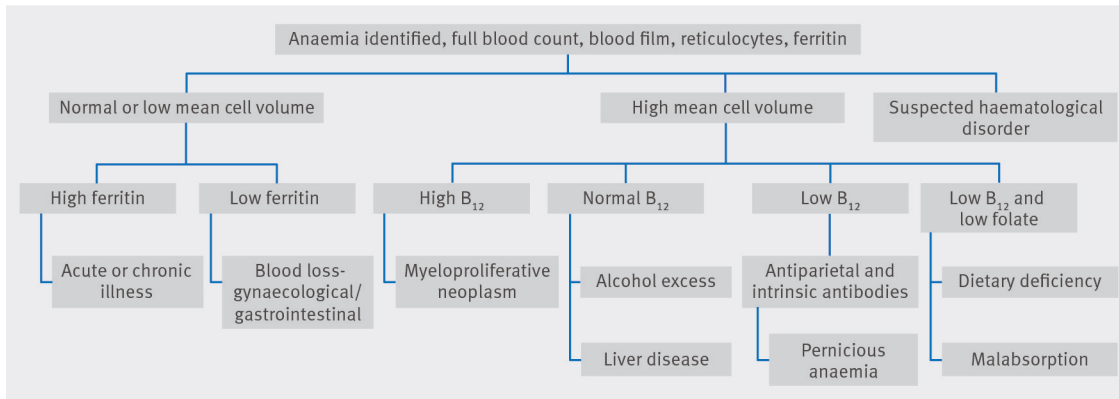 Anaemia identified, full blood count, blood film, reticulocytes, ferritin
Normal or low mean cell volume
High mean cell volume
Suspected haematological
disorder
High ferritin
Low ferritin
High B₁₂
Normal B₁₂
Low B₁₂
Low B₁₂ and
low folate
Acute or chronic
illness
Blood loss-
gynaecological/
gastrointestinal
Myeloproliferative
neoplasm
Alcohol excess
Liver disease
Antiparietal and
intrinsic antibodies
Pernicious
anaemia
Dietary deficiency
Malabsorption